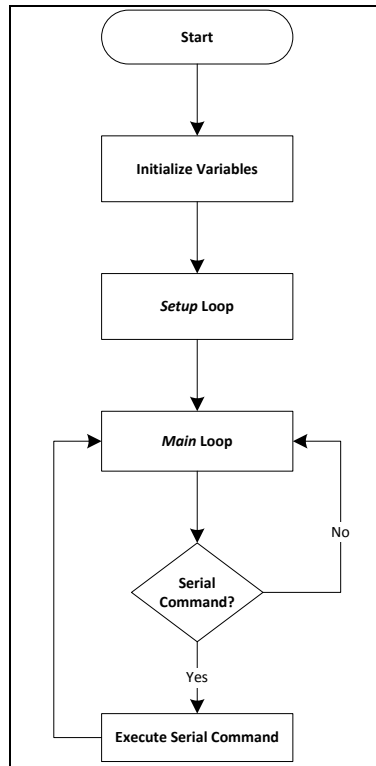 Start
Initialize Variables
Setup Loop
Main Loop
No
Serial
Command?
Yes
Execute Serial Command